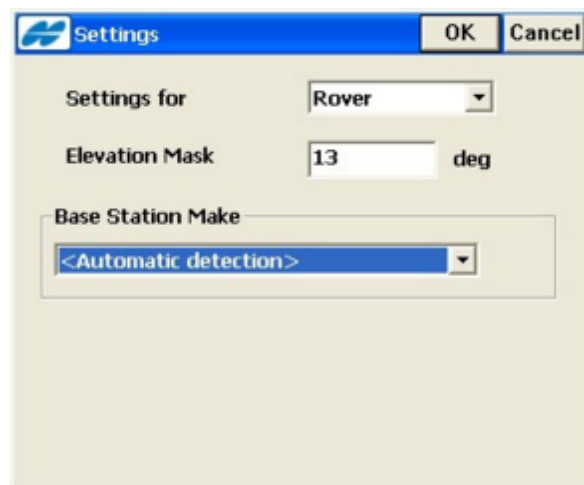 Settings OK Cancel
Settings for Rover
Elevation Mask 13 deg
Base Station Make
<Automatic detection>